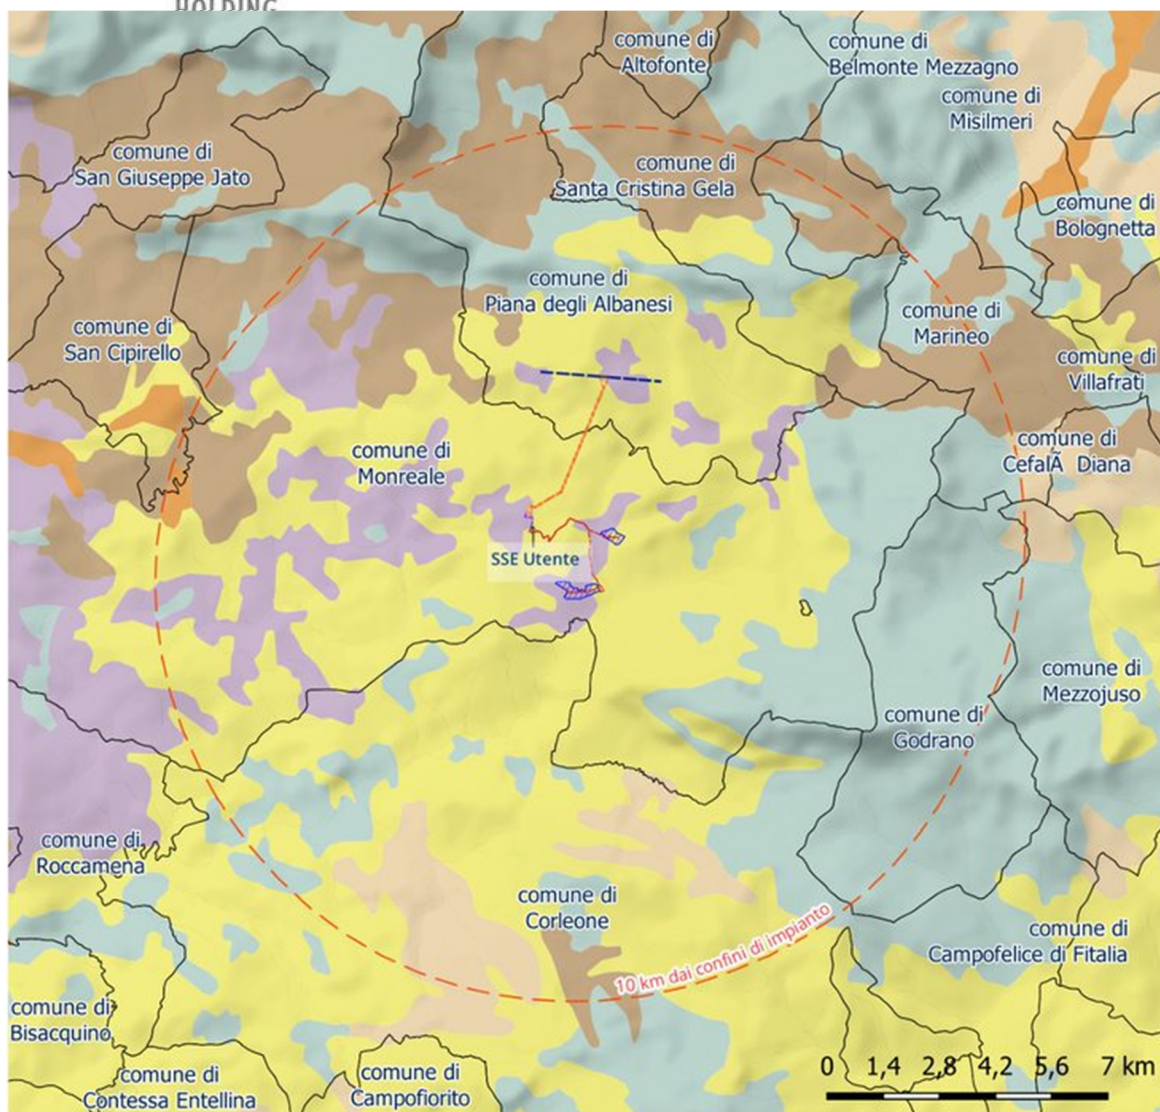 HOLDING
comune di
Altofonte
comune di
Belmonte Mezzagno
comune di
Misilmeri
comune di
San Giuseppe Jato
comune di
Santa Cristina Gela
comune di
Bolognetta
comune di
Piana degli Albanesi
comune di
San Cipirello
comune di
Marineo
comune di
Villafrati
comune di
Monreale
comune di
CefalÃ Diana
SSE Utente
comune di
Mezzojuso
comune di
Godrano
comune di
Roccamena
comune di
Corleone
10 km dai confini di impianto
comune di
Campofelice di Fitalia
comune di
Bisacquino
comune di
Contessa Entellina
comune di
Campofiorito
0 1,4 2,8 4,2 5,6 7 km